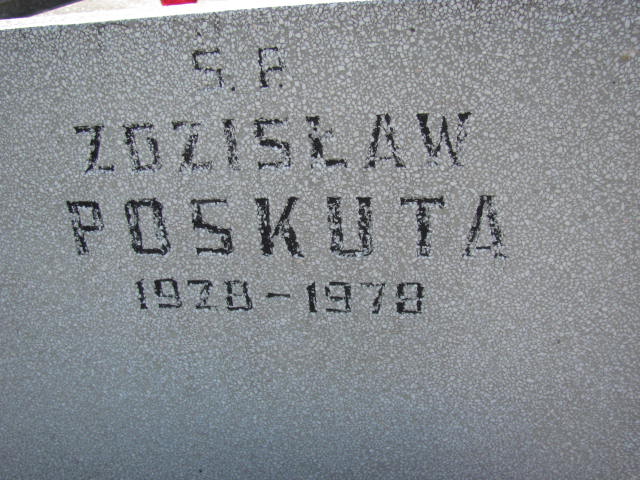 Ś.P.
ZDZISŁAW
POSKUTA
1928-1978